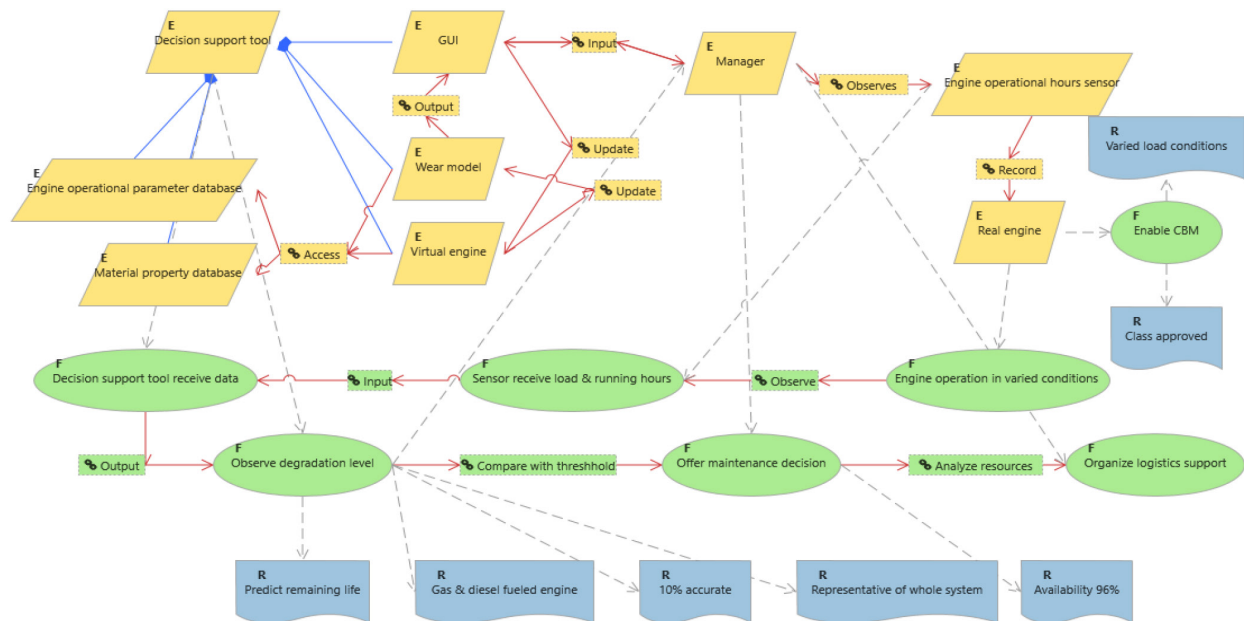 E
Decision support tool
E
GUI
Input
E
Manager
Observes
E
Engine operational hours sensor
Output
R
Varied load conditions
E
Wear model
Update
Record
E
Engine operational parameter database
Update
E
Real engine
F
Enable CBM
E
Virtual engine
Access
E
Material property database
R
Class approved
F
Decision support tool receive data
Input
F
Sensor receive load & running hours
Observe
F
Engine operation in varied conditions
Output
F
Observe degradation level
Compare with threshhold
F
Offer maintenance decision
Analyze resources
F
Organize logistics support
R
Predict remaining life
R
Gas & diesel fueled engine
R
10% accurate
R
Representative of whole system
R
Availability 96%